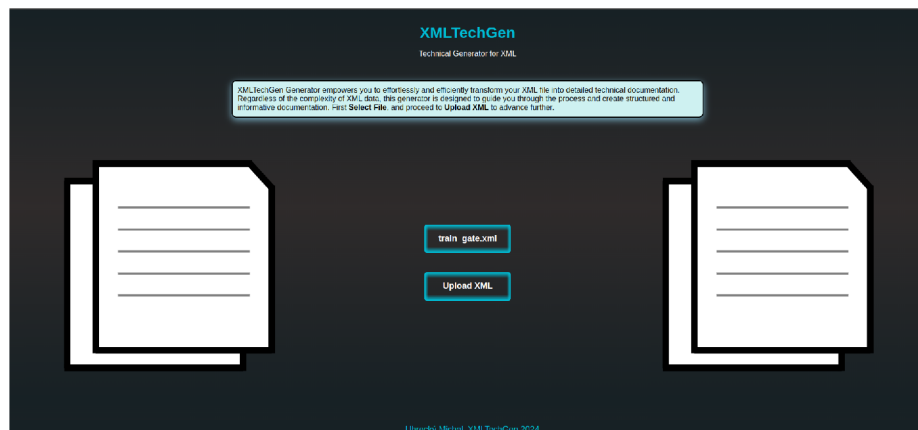 XMLTechGen
Technical Generator for XML
XMLTechGen Generator empowers you to effortlessly and efficiently transform your XML file into detailed technical documentation.
Regardless of the complexity of XML data, this generator is designed to guide you through the process and create structured and
informative documentation. First Select File, and proceed to Upload XML to advance further.
train_gate.xml
Upload XML
XMLTechGen 2024